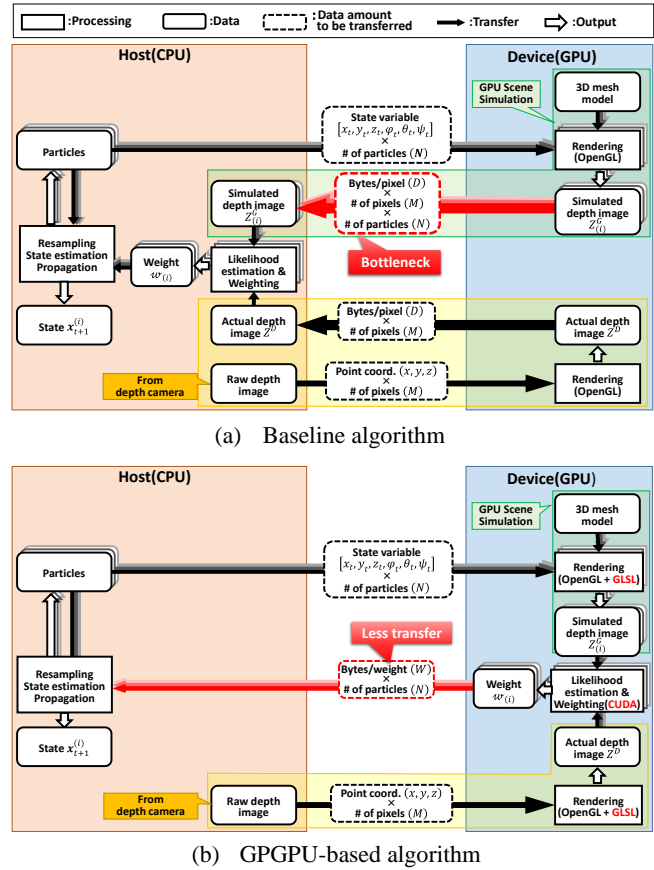 :Processing
:Data
:Data amount
to be transferred
:Transfer
:Output
Host(CPU)
Device(GPU)
GPU Scene
Simulation
3D mesh
model
State variable
[x_t, y_t, z_t, φ_t, θ_t, ψ_t]
×
# of particles (N)
Particles
Rendering
(OpenGL)
Simulated
depth image
Z^G_(i)
Bytes/pixel (D)
×
# of pixels (M)
×
# of particles (N)
Simulated
depth image
Z^G_(i)
Bottleneck
Resampling
State estimation
Propagation
Weight
w_(i)
Likelihood
estimation &
Weighting
State x^(i)_t+1
Actual depth
image Z^D
Bytes/pixel (D)
×
# of pixels (M)
Actual depth
image Z^D
From
depth camera
Raw depth
image
Point coord. (x, y, z)
×
# of pixels (M)
Rendering
(OpenGL)
(a) Baseline algorithm
Host(CPU)
Device(GPU)
GPU Scene
Simulation
3D mesh
model
State variable
[x_t, y_t, z_t, φ_t, θ_t, ψ_t]
×
# of particles (N)
Particles
Rendering
(OpenGL + GLSL)
Simulated
depth image
Z^G_(i)
Less transfer
Bytes/weight (W)
×
# of particles (N)
Resampling
State estimation
Propagation
Weight
w_(i)
Likelihood
estimation &
Weighting(CUDA)
State x^(i)_t+1
Actual depth
image Z^D
From
depth camera
Raw depth
image
Point coord. (x, y, z)
×
# of pixels (M)
Rendering
(OpenGL + GLSL)
(b) GPGPU-based algorithm